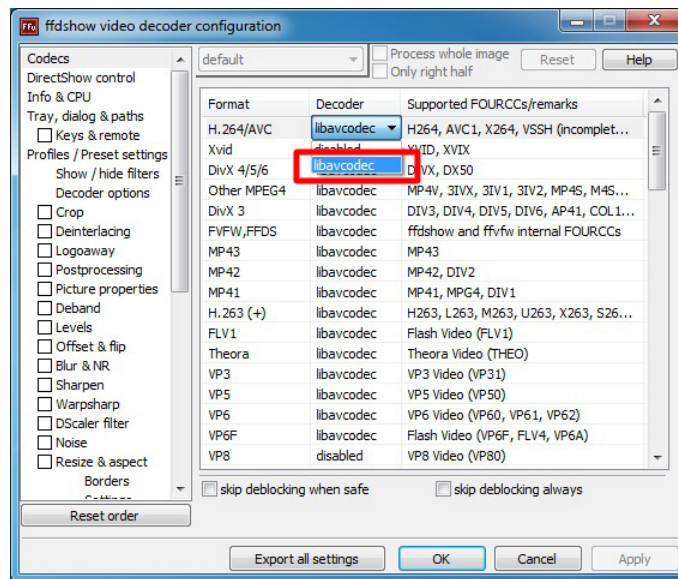 ffdshow video decoder configuration
Codecs
DirectShow control
Info & CPU
Tray, dialog & paths
Keys & remote
Profiles / Preset settings
Show / hide filters
Decoder options
Crop
Deinterlacing
Logoaway
Postprocessing
Picture properties
Deband
Levels
Offset & flip
Blur & NR
Sharpen
Warpsharp
DScaler filter
Noise
Resize & aspect
Borders
Reset order
default
Process whole image
Only right half
Reset
Help
Format Decoder Supported FOURCCs/remarks
H.264/AVC libavcodec H264, AVC1, X264, VSSH (incomplet...
Xvid disabled XVID, XVIX
libavcodec
DivX 4/5/6 DIVX, DX50
Other MPEG4 libavcodec MP4V, 3IVX, 3IV1, 3IV2, MP4S, M4S...
DivX 3 libavcodec DIV3, DIV4, DIV5, DIV6, AP41, COL1...
FVFW,FFDS libavcodec ffdshow and ffvfw internal FOURCCs
MP43 libavcodec MP43
MP42 libavcodec MP42, DIV2
MP41 libavcodec MP41, MPG4, DIV1
H.263 (+) libavcodec H263, L263, M263, U263, X263, S26...
FLV1 libavcodec Flash Video (FLV1)
Theora libavcodec Theora Video (THEO)
VP3 libavcodec VP3 Video (VP31)
VP5 libavcodec VP5 Video (VP50)
VP6 libavcodec VP6 Video (VP60, VP61, VP62)
VP6F libavcodec Flash Video (VP6F, FLV4, VP6A)
VP8 disabled VP8 Video (VP80)
skip deblocking when safe
skip deblocking always
Export all settings
OK
Cancel
Apply